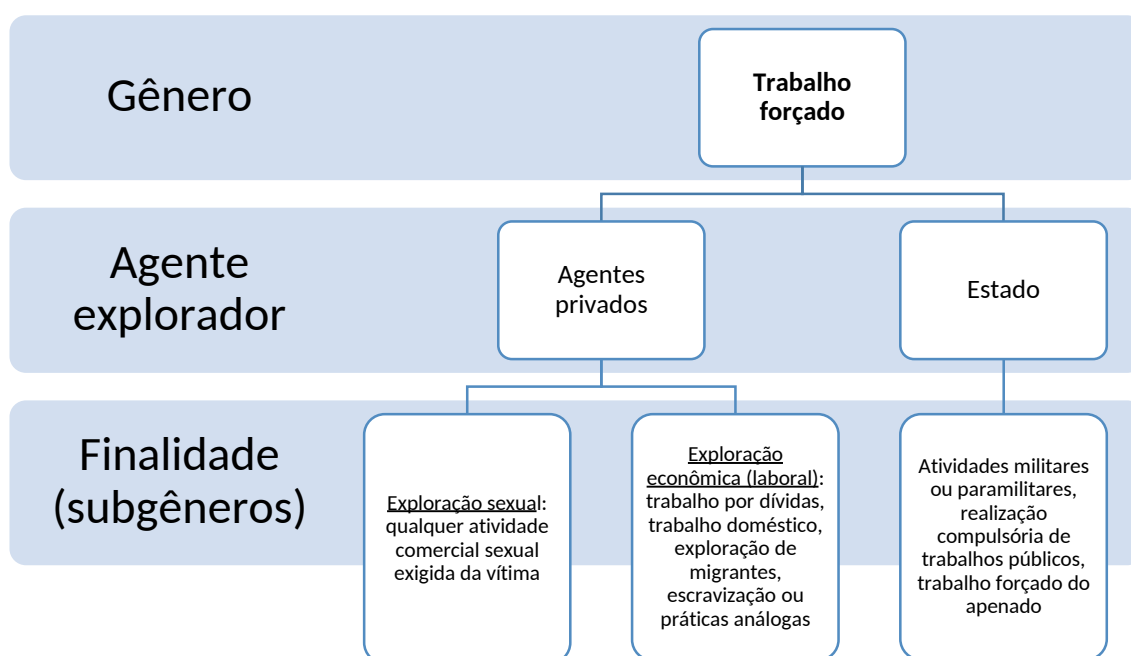 Gênero
Trabalho
forçado
Agente
explorador
Agentes
privados
Estado
Finalidade
(subgêneros)
Exploração sexual:
qualquer atividade
comercial sexual
exigida da vítima
Exploração
econômica (laboral):
trabalho por dívidas,
trabalho doméstico,
exploração de
migrantes,
escravização ou
práticas análogas
Atividades militares
ou paramilitares,
realização
compulsória de
trabalhos públicos,
trabalho forçado do
apenado